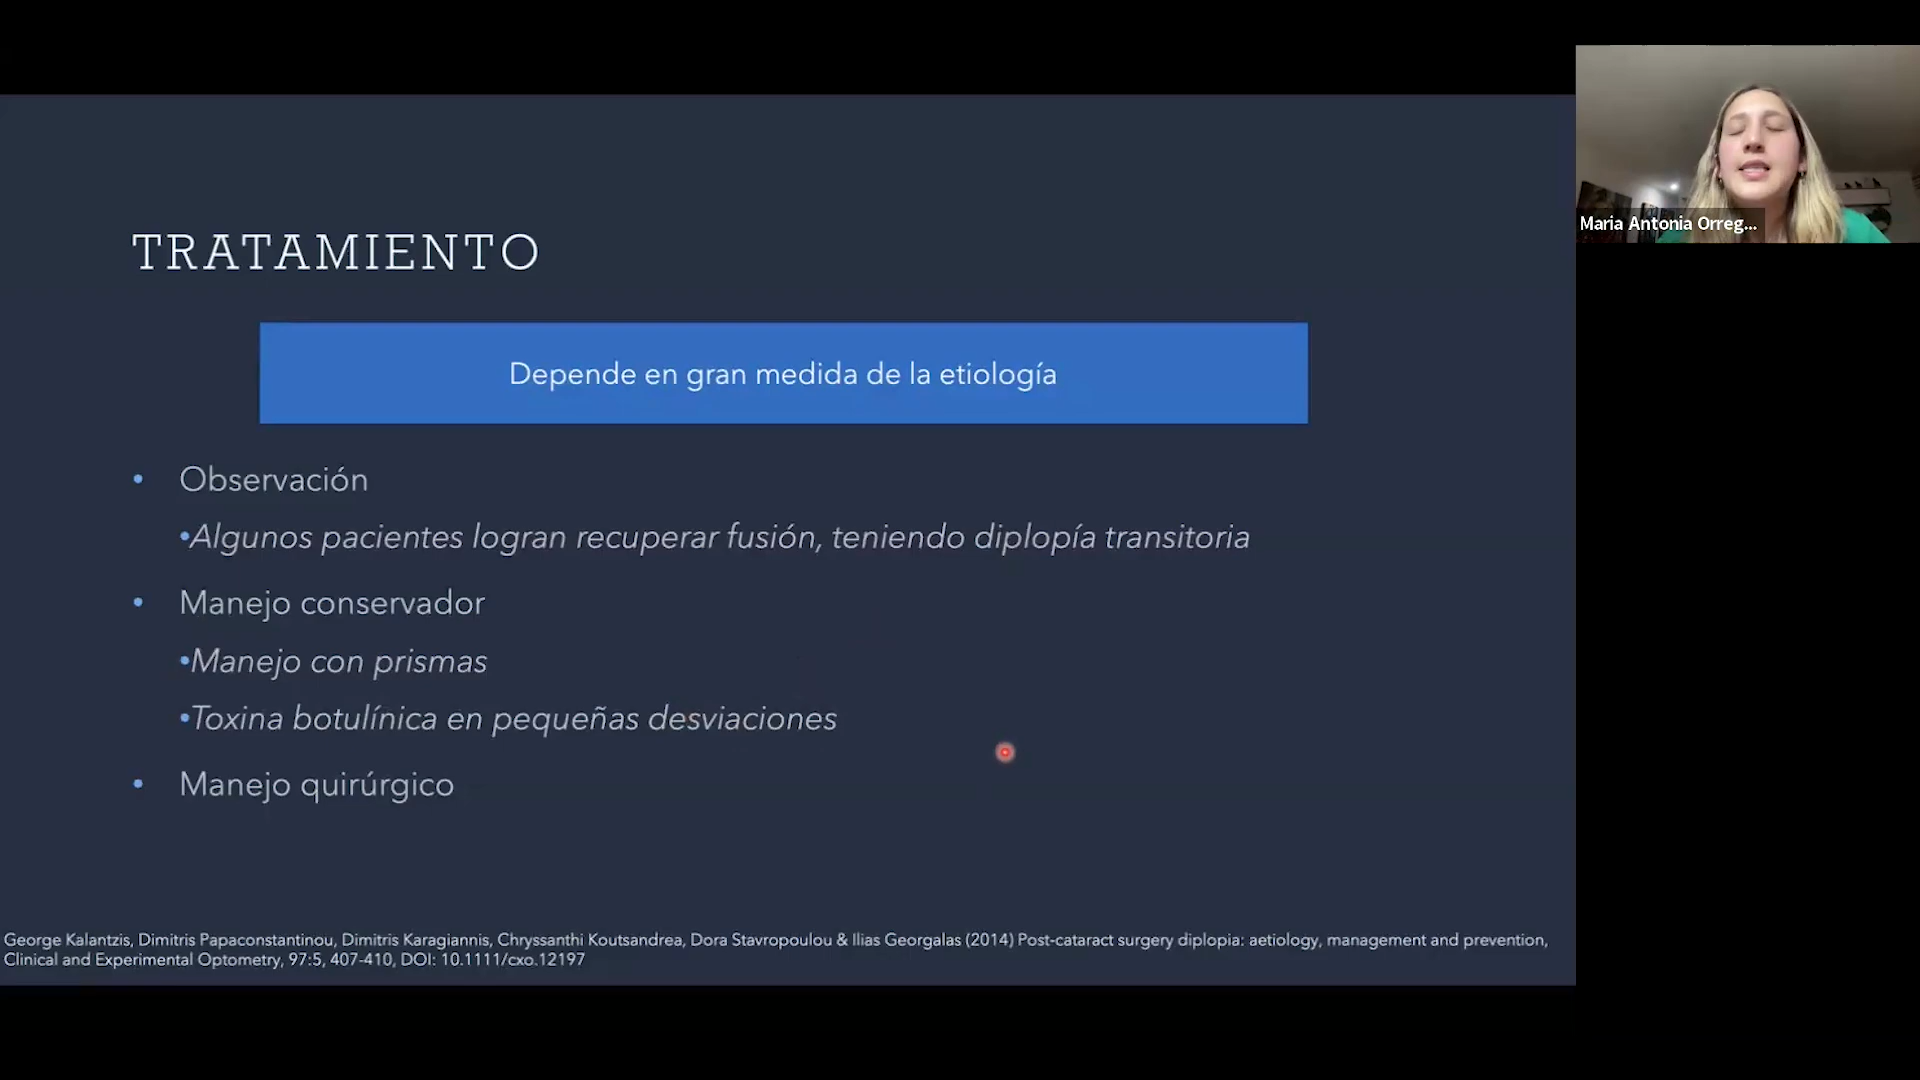 TRATAMIENTO
Depende en gran medida de la etiología
• Observación
•Algunos pacientes logran recuperar fusión, teniendo diplopía transitoria
• Manejo conservador
•Manejo con prismas
•Toxina botulínica en pequeñas desviaciones
• Manejo quirúrgico
George Kalantzis, Dimitris Papaconstantinou, Dimitris Karagiannis, Chryssanthi Koutsandrea, Dora Stavropoulou & Ilias Georgalas (2014) Post-cataract surgery diplopia: aetiology, management and prevention,
Clinical and Experimental Optometry, 97:5, 407-410, DOI: 10.1111/cxo.12197
Maria Antonia Orreg...